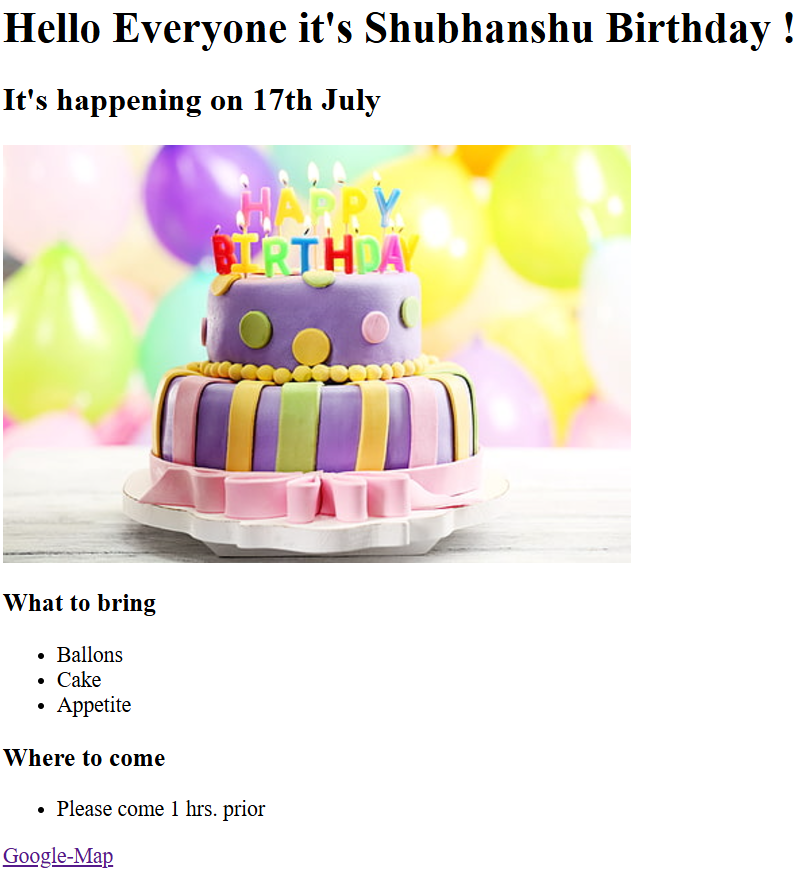 Hello Everyone it's Shubhanshu Birthday !
It's happening on 17th July
HAPPY
BIRTHDAY
What to bring
Ballons
Cake
Appetite
Where to come
Please come 1 hrs. prior
Google-Map